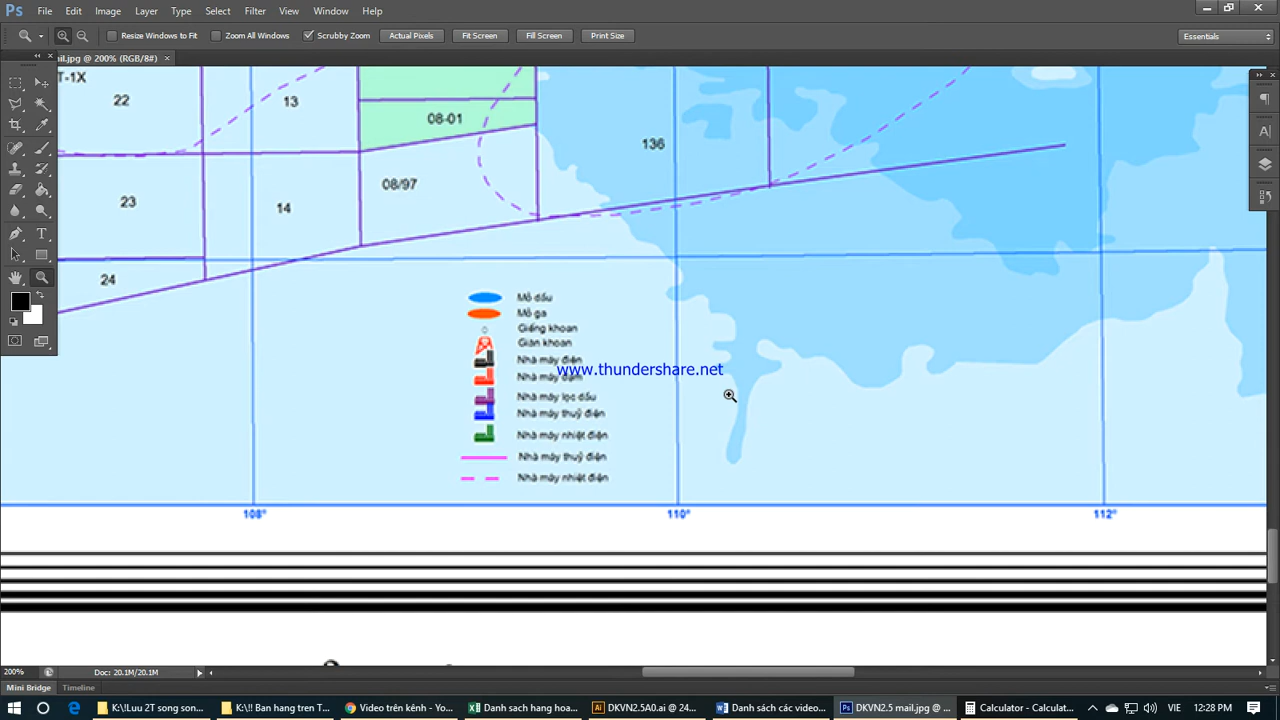 Ps File Edit Image Layer Type Select Filter View Window Help
Resize Windows to Fit Zoom All Windows Scrubby Zoom Actual Pixels Fit Screen Fill Screen Print Size Essentials
ail.jpg @ 200% (RGB/8#) ×
T-1X
22
13
08-01
136
08/97
23
14
24
Mỏ dầu
Mỏ ga
Giếng khoan
Giàn khoan
Nhà máy điện
Nhà máy đạm
www.thundershare.net
Nhà máy lọc dầu
Nhà máy thuỷ điện
Nhà máy nhiệt điện
Nhà máy thuỷ điện
Nhà máy nhiệt điện
108° 110° 112°
200% Doc: 20.1M/20.1M
Mini Bridge Timeline
K:\!Luu 2T song son... K:\!! Ban hang tren T... Video trên kênh - Yo... Danh sach hang hoa... DKVN2.5A0.ai @ 24... Danh sách các video... DKVN2.5 mail.jpg @ ... Calculator - Calculat... VIE 12:28 PM